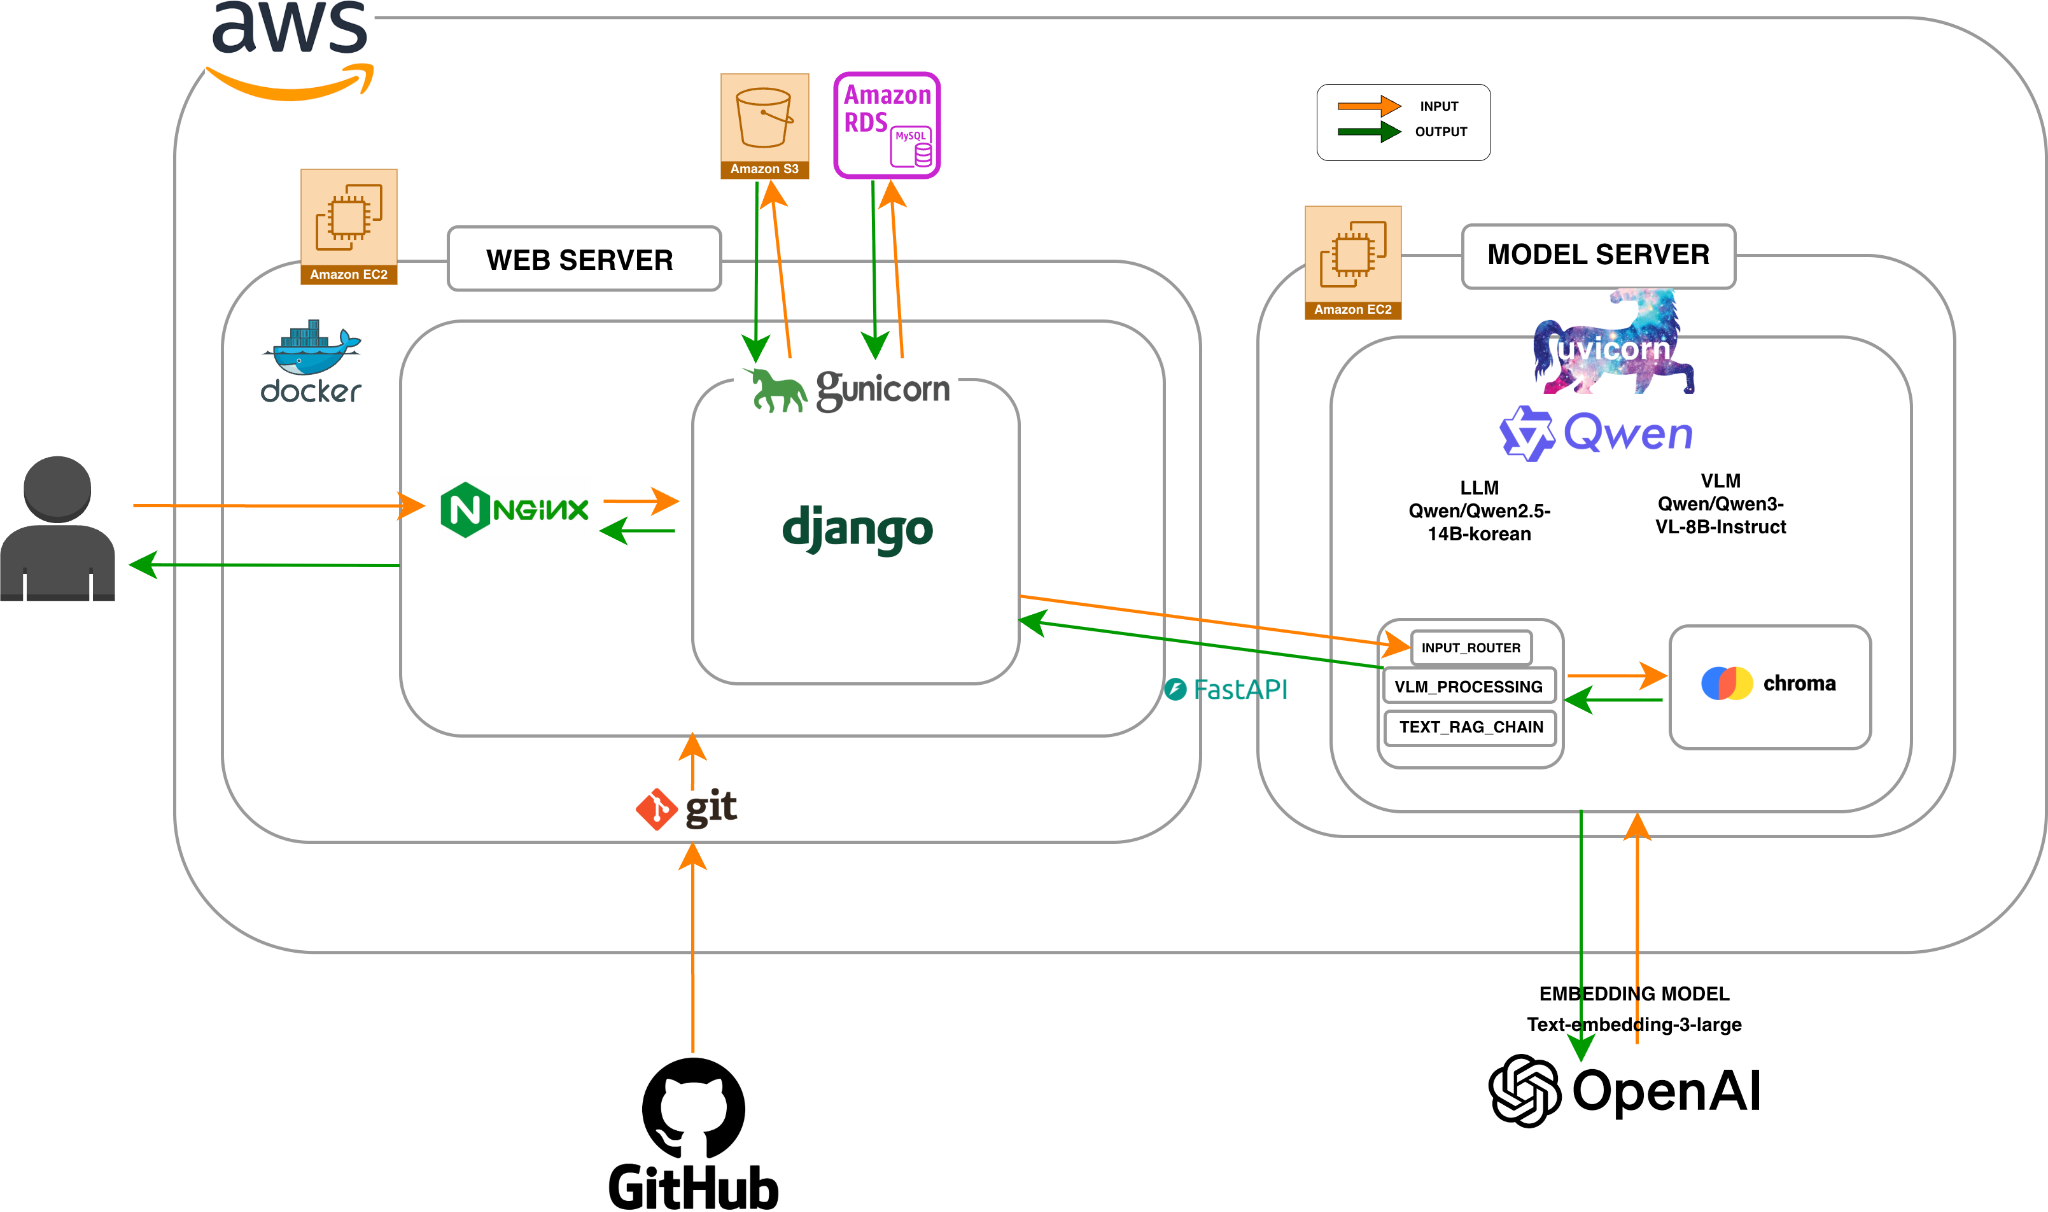 aws
Amazon S3
Amazon
RDS
MySQL
INPUT
OUTPUT
Amazon EC2
WEB SERVER
Amazon EC2
MODEL SERVER
docker
gunicorn
uvicorn
Qwen
LLM
Qwen/Qwen2.5-
14B-korean
VLM
Qwen/Qwen3-
VL-8B-Instruct
NGINX
django
INPUT_ROUTER
VLM_PROCESSING
TEXT_RAG_CHAIN
chroma
FastAPI
git
EMBEDDING MODEL
Text-embedding-3-large
OpenAI
GitHub